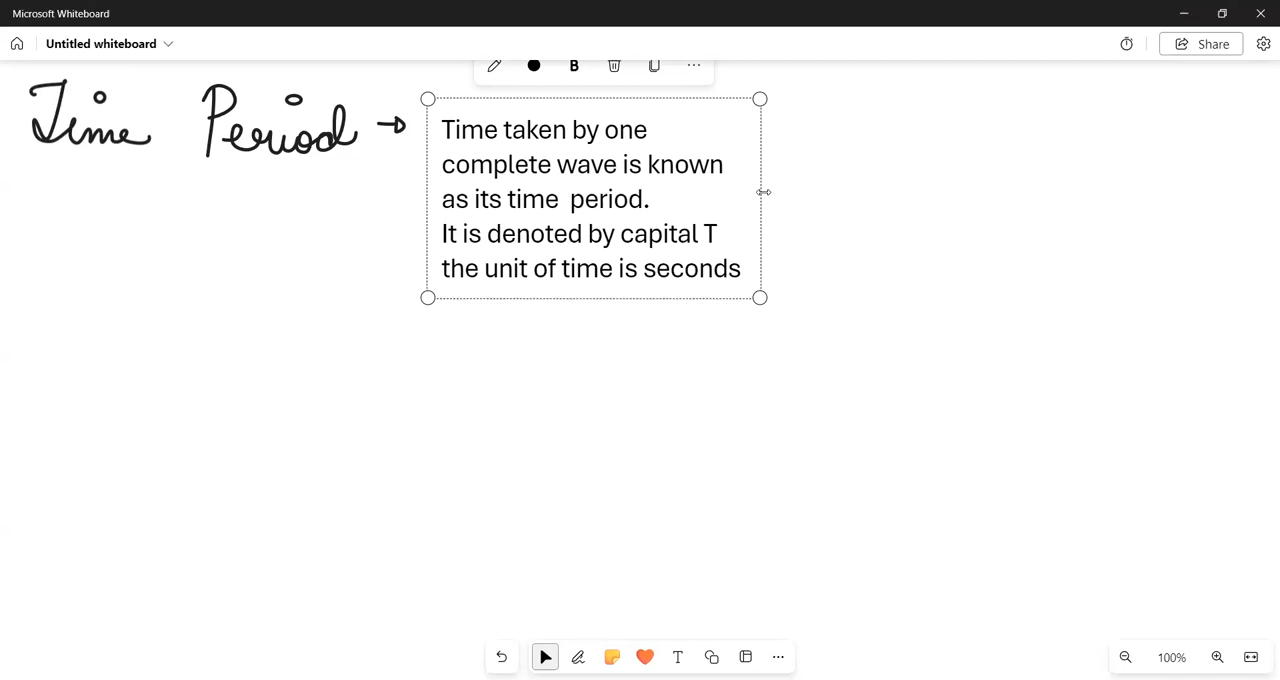 Microsoft Whiteboard
Untitled whiteboard
Share
B
Time Period →
Time taken by one
complete wave is known
as its time  period.
It is denoted by capital T
the unit of time is seconds
T
100%